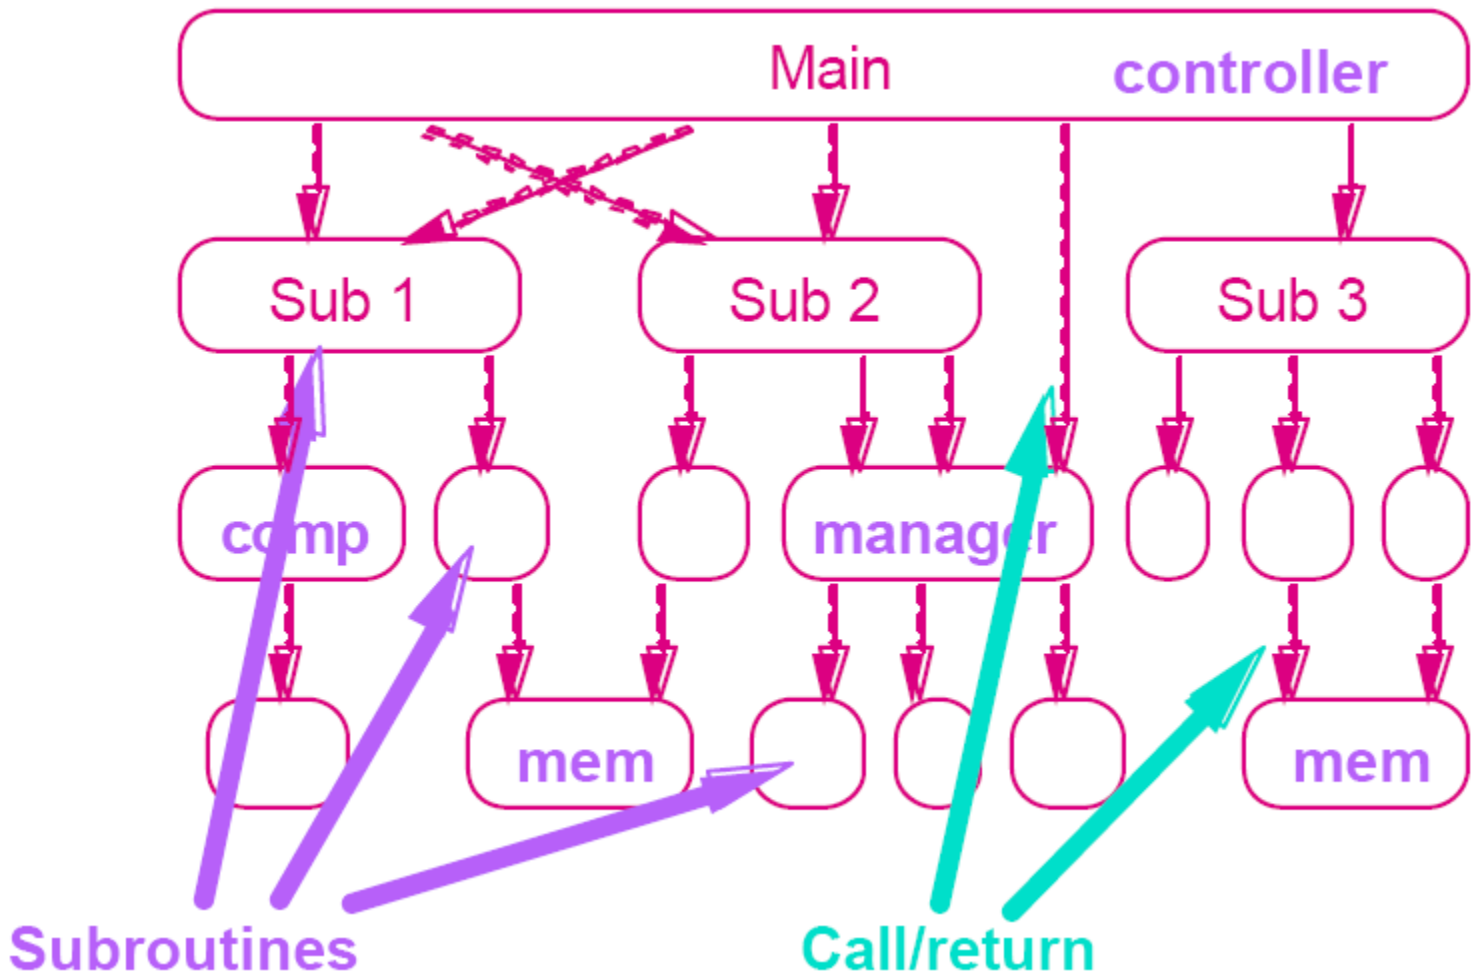 Main controller
Sub 1 Sub 2 Sub 3
comp manager
mem mem
Subroutines Call/return